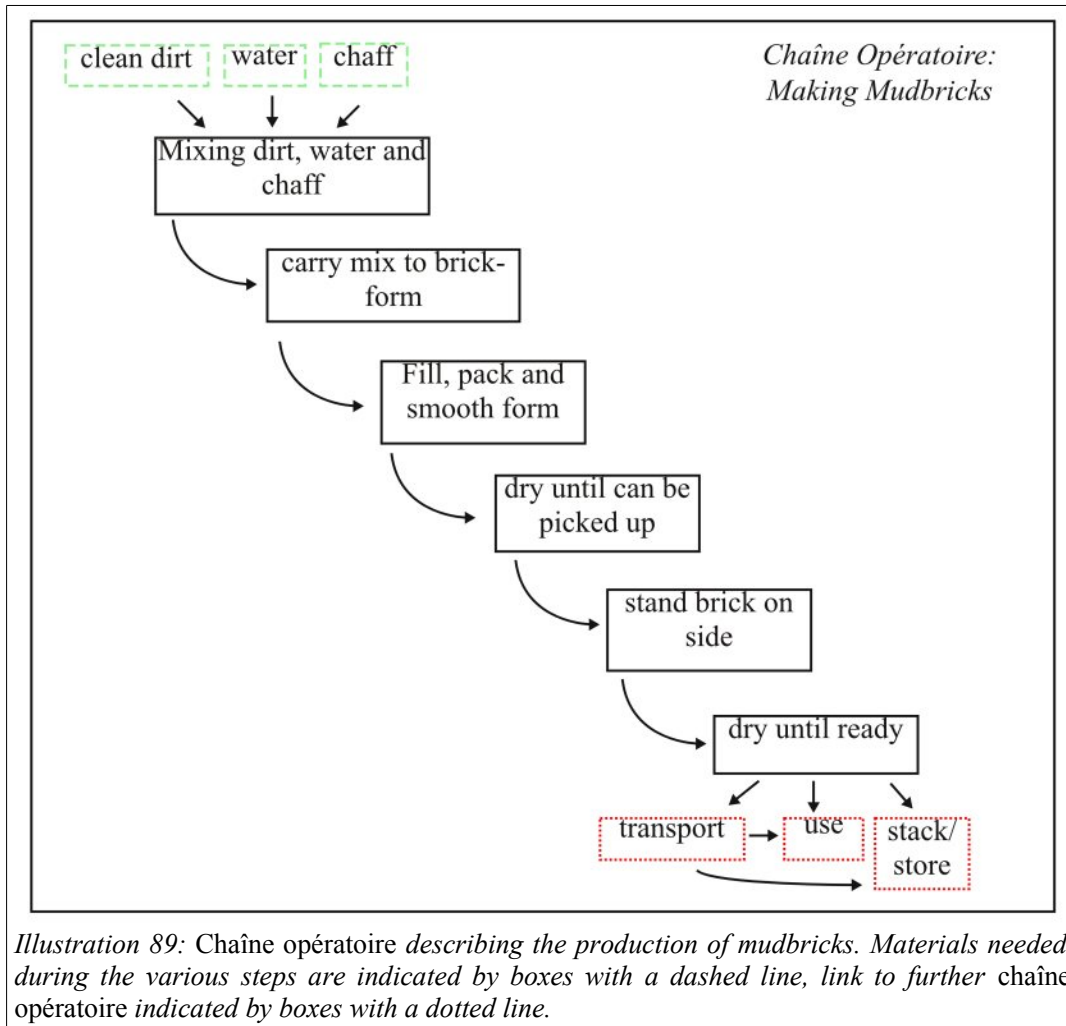 clean dirt
water
chaff
Chaîne Opératoire:
Making Mudbricks
Mixing dirt, water and
chaff
carry mix to brick-
form
Fill, pack and
smooth form
dry until can be
picked up
stand brick on
side
dry until ready
transport
use
stack/
store
Illustration 89: Chaîne opératoire describing the production of mudbricks. Materials needed
during the various steps are indicated by boxes with a dashed line, link to further chaîne
opératoire indicated by boxes with a dotted line.